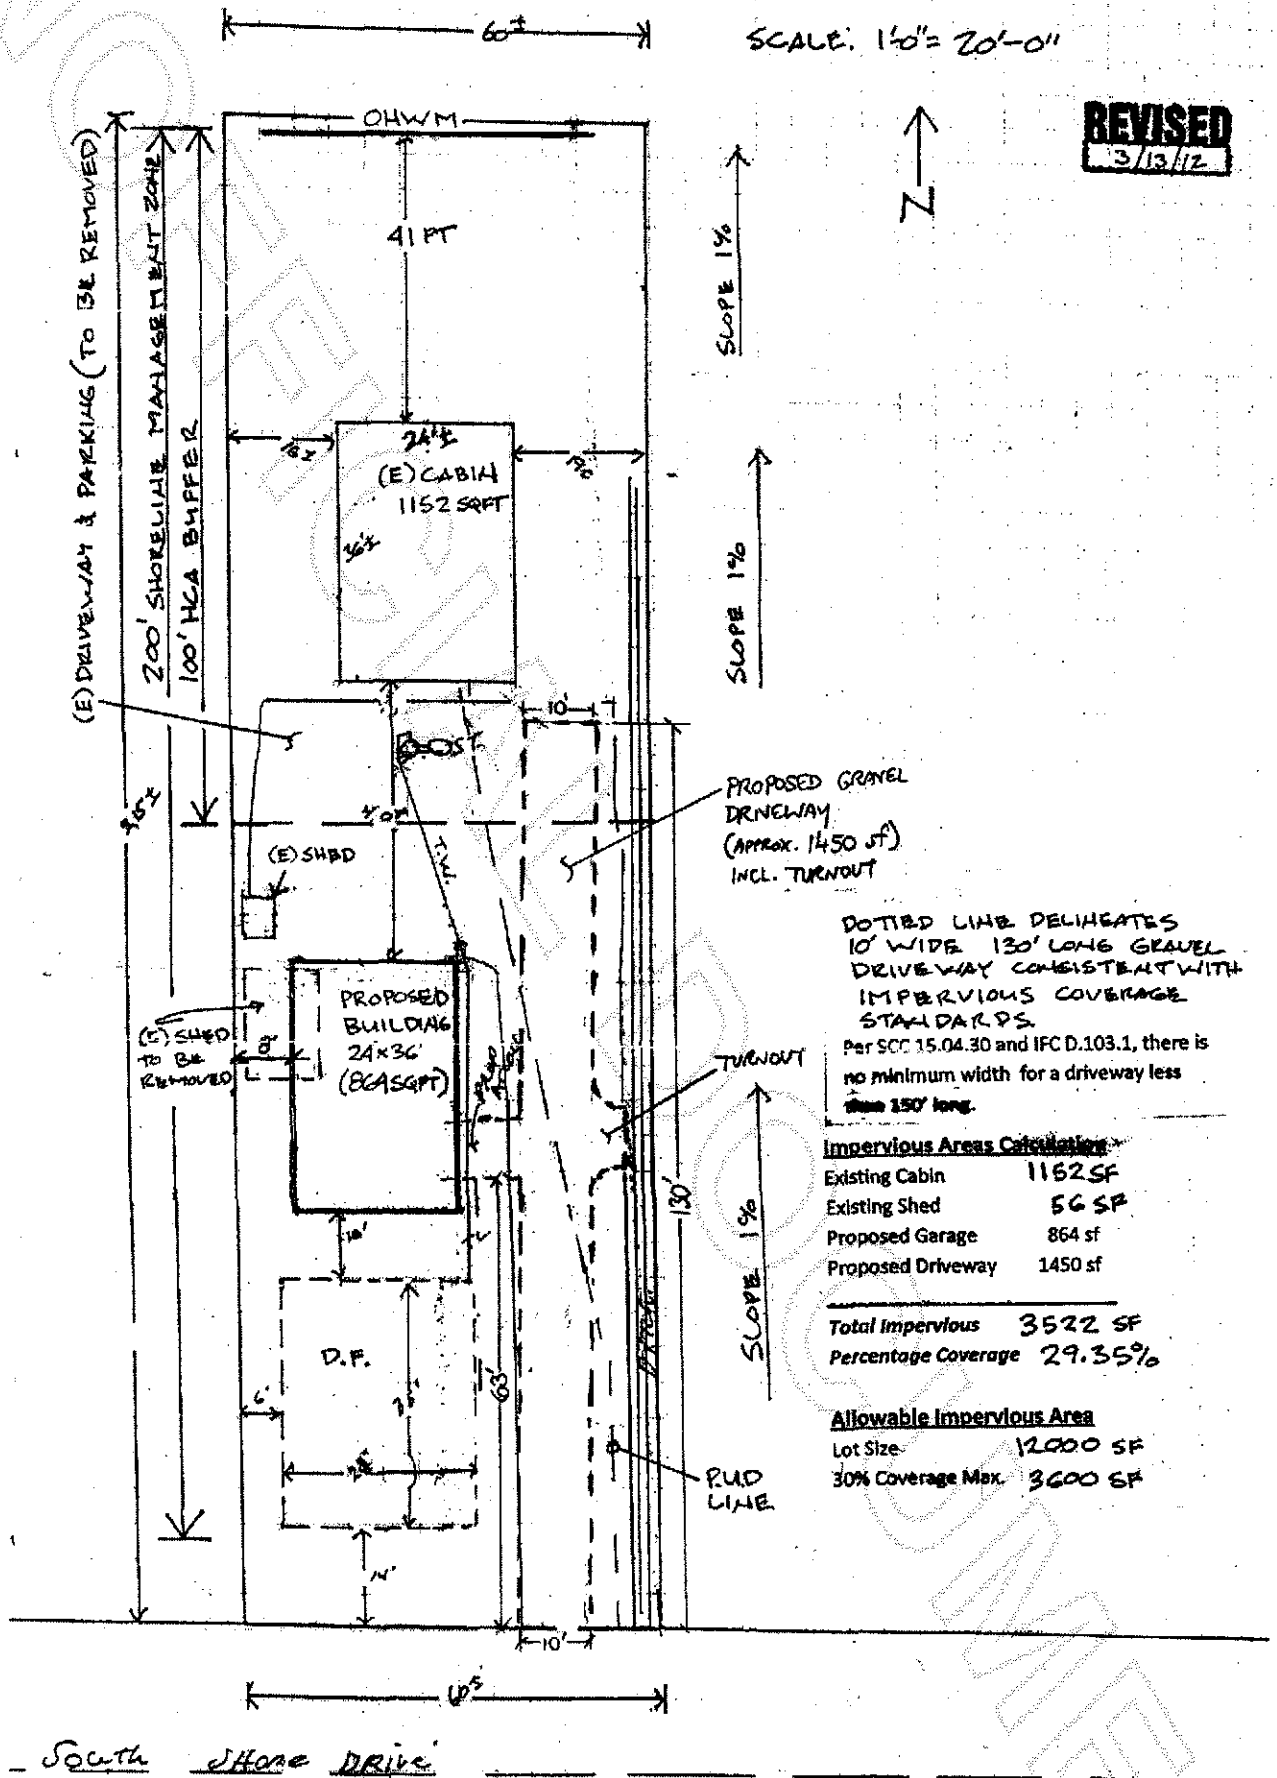 60±
SCALE: 1'0"= 20'-0"
REVISED
3/13/12
N
OHWM
41 FT
SLOPE 1%
(E) DRIVEWAY & PARKING (TO BE REMOVED)
200' SHORELINE MANAGEMENT ZONE
100' HCA BUFFER
24'±
(E) CABIN
1152 SQFT
36'±
SLOPE 1%
10'
S.T.
T.W.
(E) SHED
PROPOSED GRAVEL
DRIVEWAY
(APPROX. 1450 sf)
INCL. TURNOUT
DOTTED LINE DELINEATES
10' WIDE 130' LONG GRAVEL
DRIVEWAY CONSISTENT WITH
IMPERVIOUS COVERAGE
STANDARDS.
Per SCC 15.04.30 and IFC D.103.1, there is
no minimum width for a driveway less
than 150' long.
PROPOSED
BUILDING
24x36'
(864 SQFT)
(E) SHED
TO BE
REMOVED
TURNOUT
130'
SLOPE 1%
Impervious Areas Calculation
Existing Cabin 1152 SF
Existing Shed 56 SF
Proposed Garage 864 sf
Proposed Driveway 1450 sf
Total Impervious 3522 SF
Percentage Coverage 29.35%
Allowable Impervious Area
Lot Size 12000 SF
30% Coverage Max. 3600 SF
10'
D.F.
6'
63'
P.U.D
LINE
14'
10'
60⁵
South Shore Drive